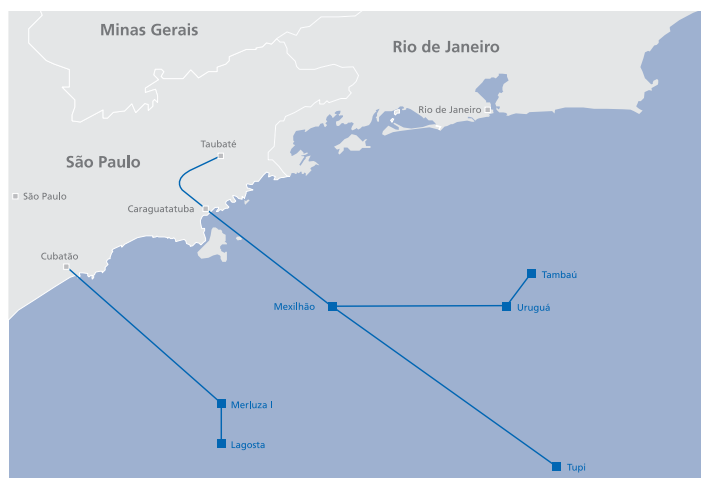 Minas Gerais
Rio de Janeiro
Rio de Janeiro
Taubaté
São Paulo
São Paulo
Caraguatatuba
Cubatão
Tambaú
Mexilhão
Uruguá
Merluza I
Lagosta
Tupi